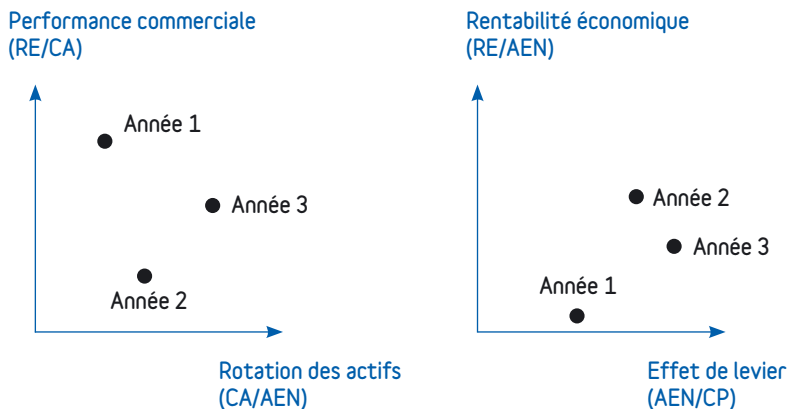 Performance commerciale
(RE/CA)
Année 1
Année 3
Année 2
Rotation des actifs
(CA/AEN)
Rentabilité économique
(RE/AEN)
Année 2
Année 3
Année 1
Effet de levier
(AEN/CP)